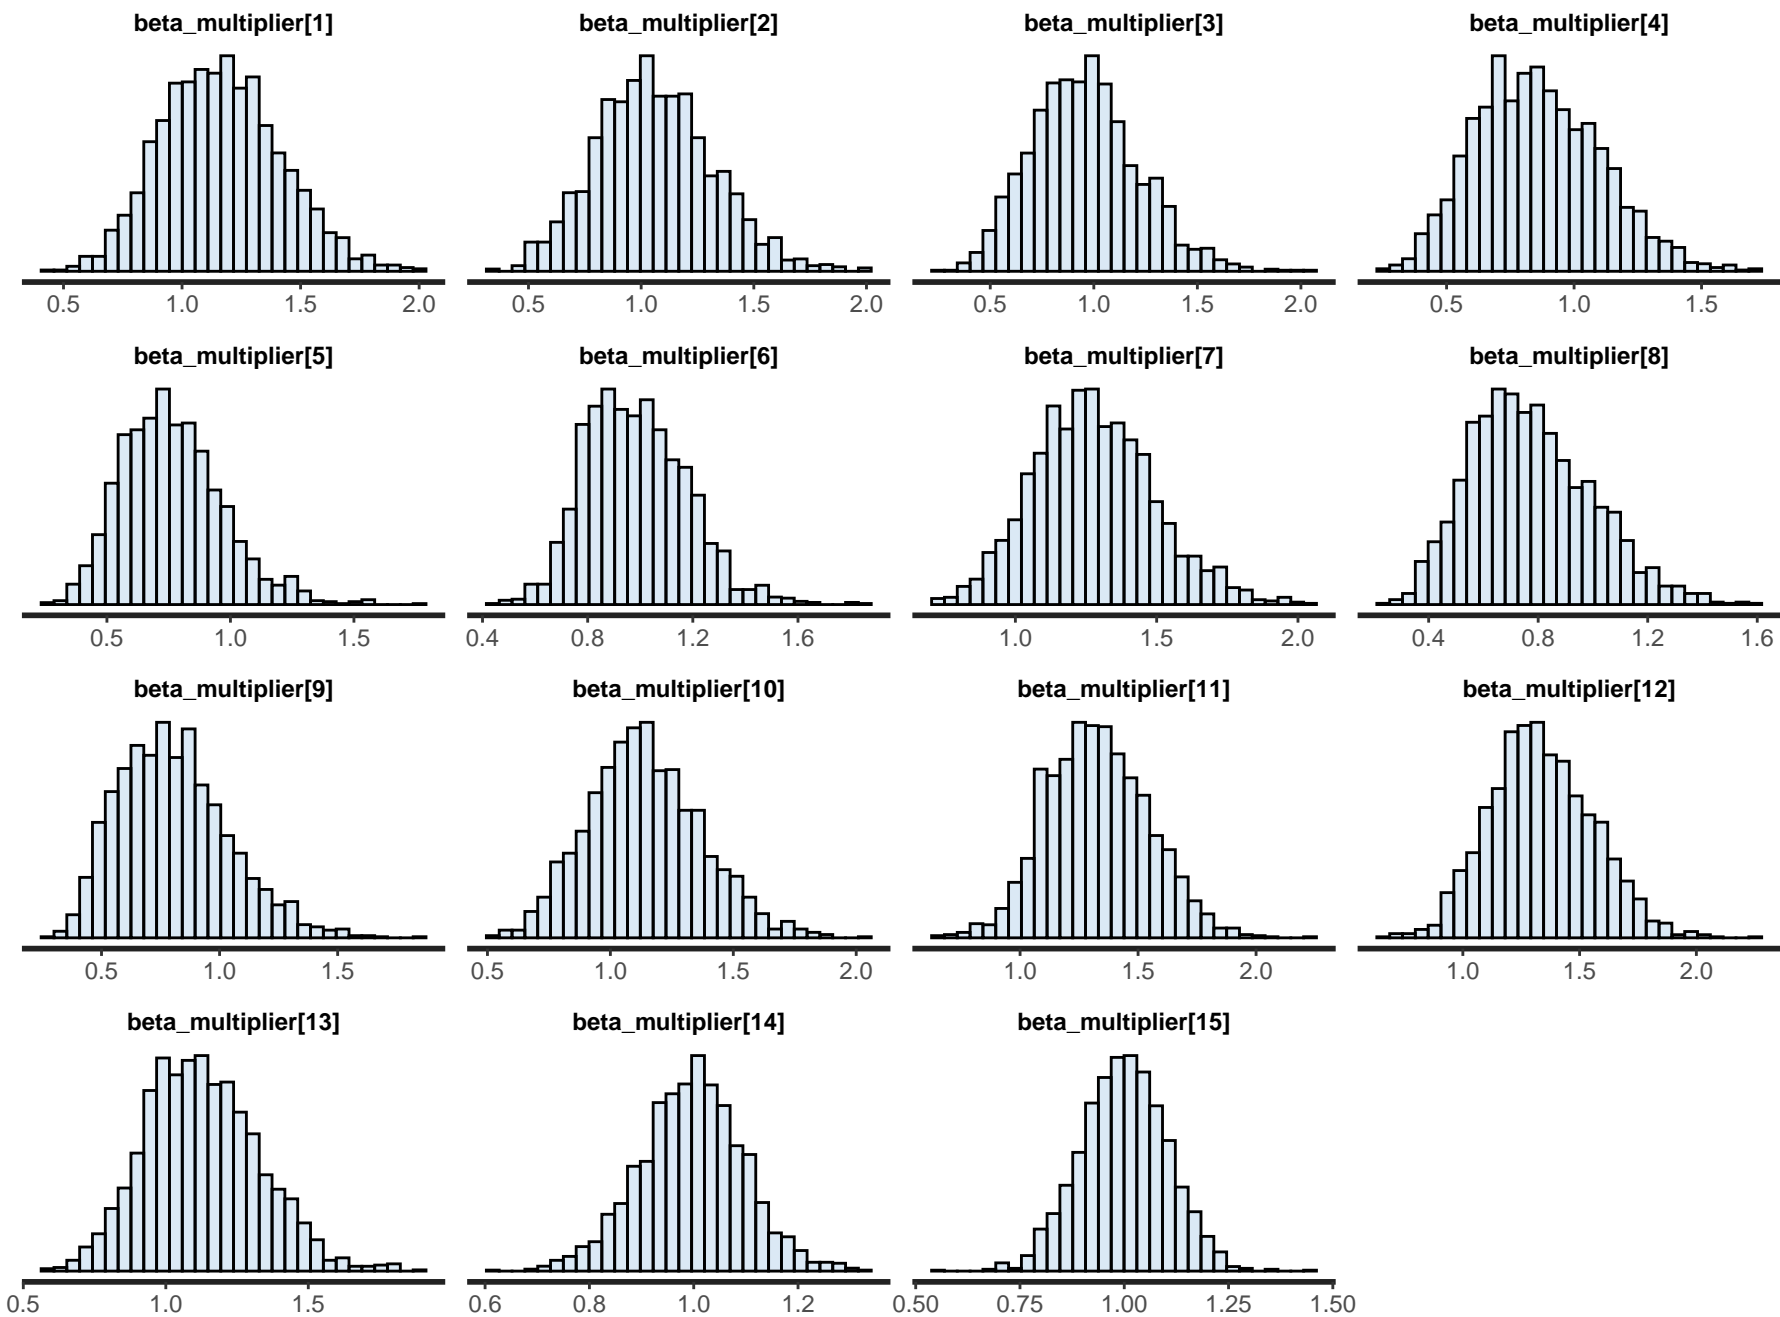 beta_multiplier[1] beta_multiplier[2] beta_multiplier[3] beta_multiplier[4]
0.5 1.0 1.5 2.0 0.5 1.0 1.5 2.0 0.5 1.0 1.5 2.0 0.5 1.0 1.5
beta_multiplier[5] beta_multiplier[6] beta_multiplier[7] beta_multiplier[8]
0.5 1.0 1.5 0.4 0.8 1.2 1.6 1.0 1.5 2.0 0.4 0.8 1.2 1.6
beta_multiplier[9] beta_multiplier[10] beta_multiplier[11] beta_multiplier[12]
0.5 1.0 1.5 0.5 1.0 1.5 2.0 1.0 1.5 2.0 1.0 1.5 2.0
beta_multiplier[13] beta_multiplier[14] beta_multiplier[15]
0.5 1.0 1.5 0.6 0.8 1.0 1.2 0.50 0.75 1.00 1.25 1.50